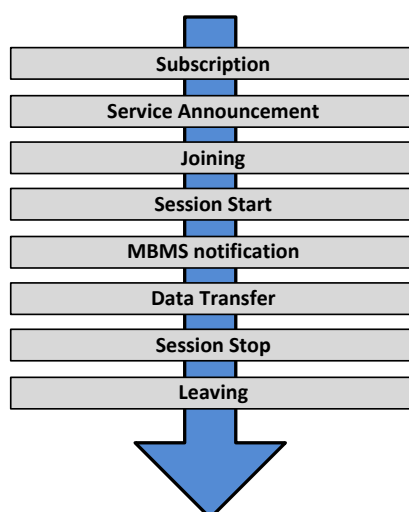 Subscription
Service Announcement
Joining
Session Start
MBMS notification
Data Transfer
Session Stop
Leaving